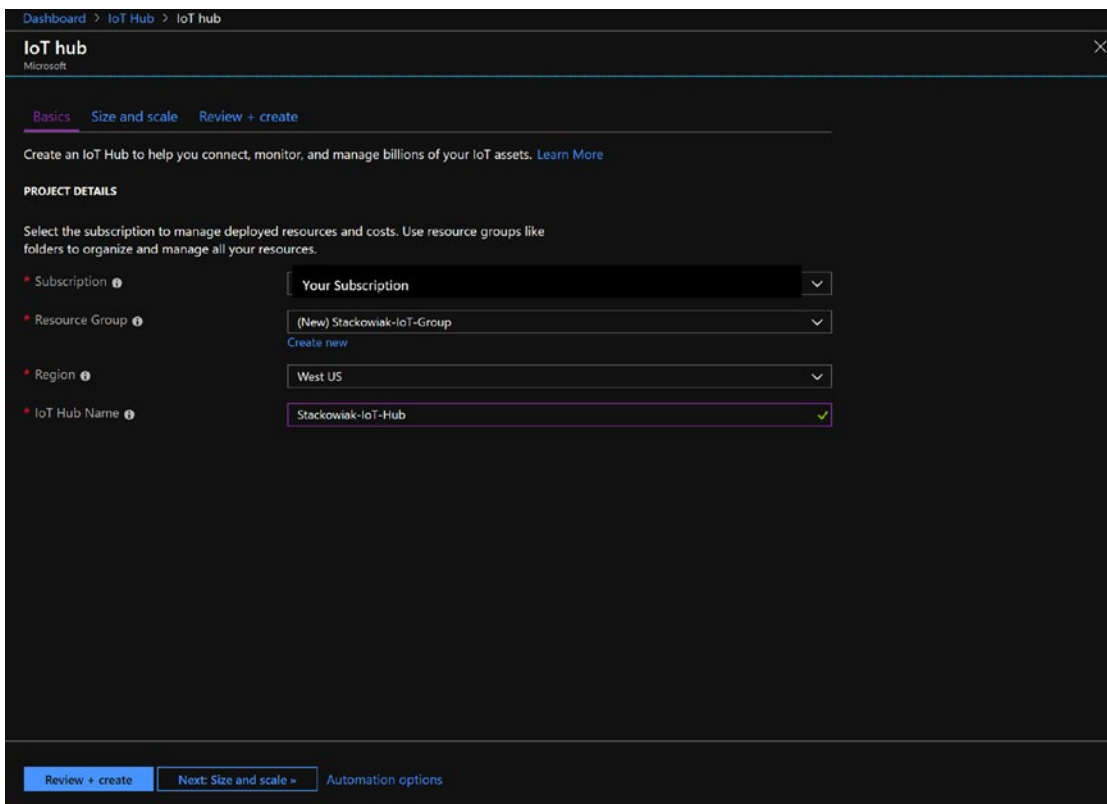 Dashboard > IoT Hub > IoT hub
IoT hub
Microsoft
Basics Size and scale Review + create
Create an IoT Hub to help you connect, monitor, and manage billions of your IoT assets. Learn More
PROJECT DETAILS
Select the subscription to manage deployed resources and costs. Use resource groups like
folders to organize and manage all your resources.
* Subscription Your Subscription
* Resource Group (New) Stackowiak-IoT-Group
Create new
* Region West US
* IoT Hub Name Stackowiak-IoT-Hub
Review + create Next: Size and scale » Automation options